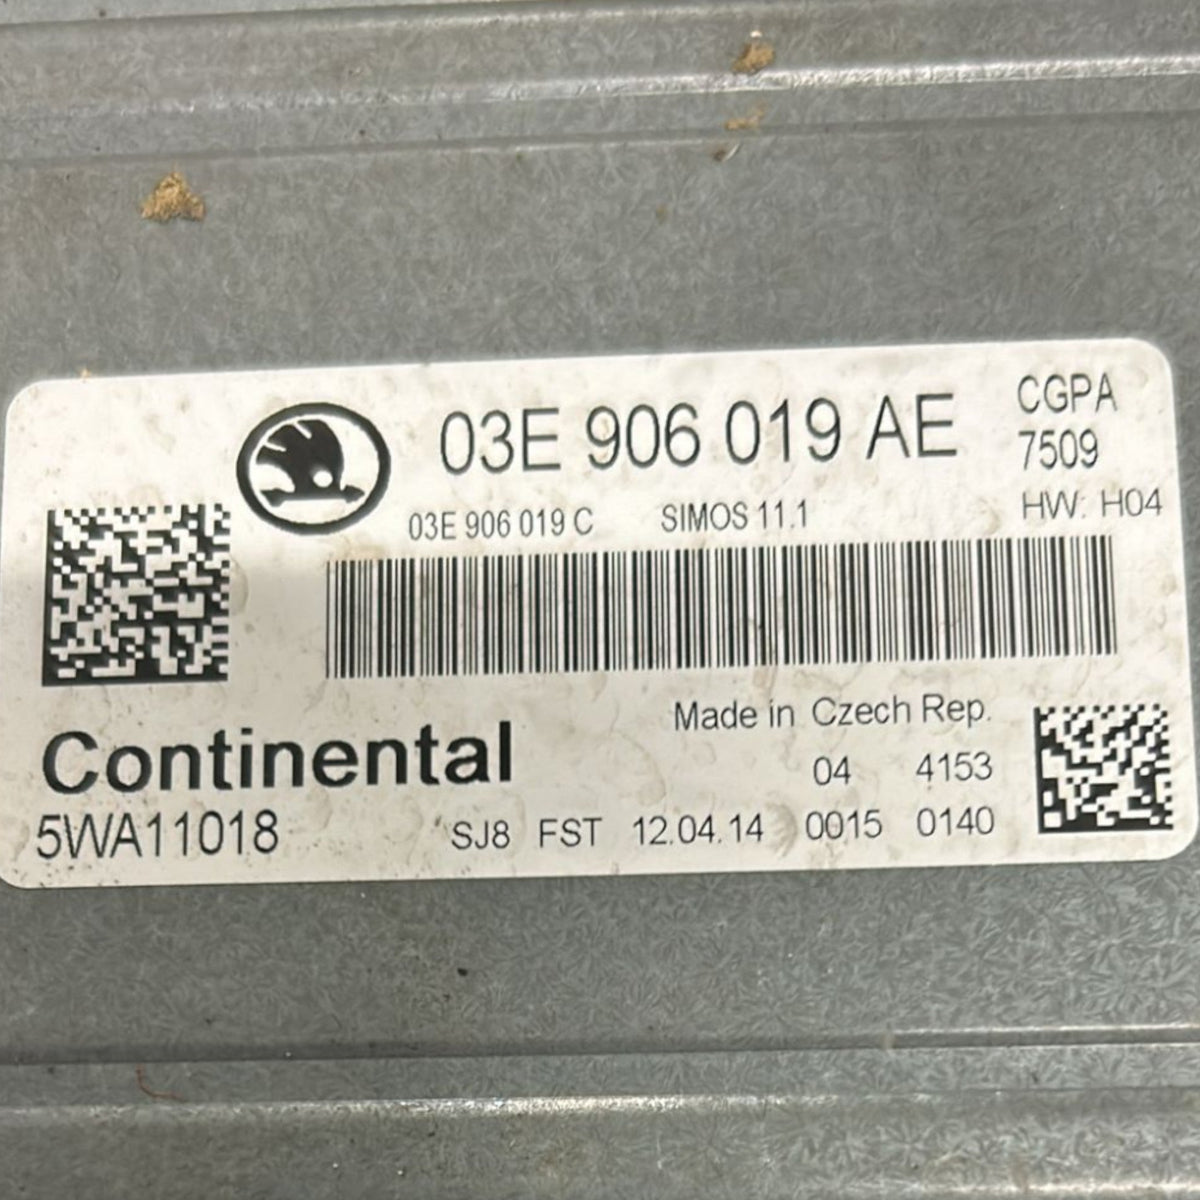 03E 906 019 AE
CGPA
7509
03E 906 019 C SIMOS 11.1
HW: H04
Made in Czech Rep.
Continental
04 4153
5WA11018 SJ8 FST 12.04.14 0015 0140